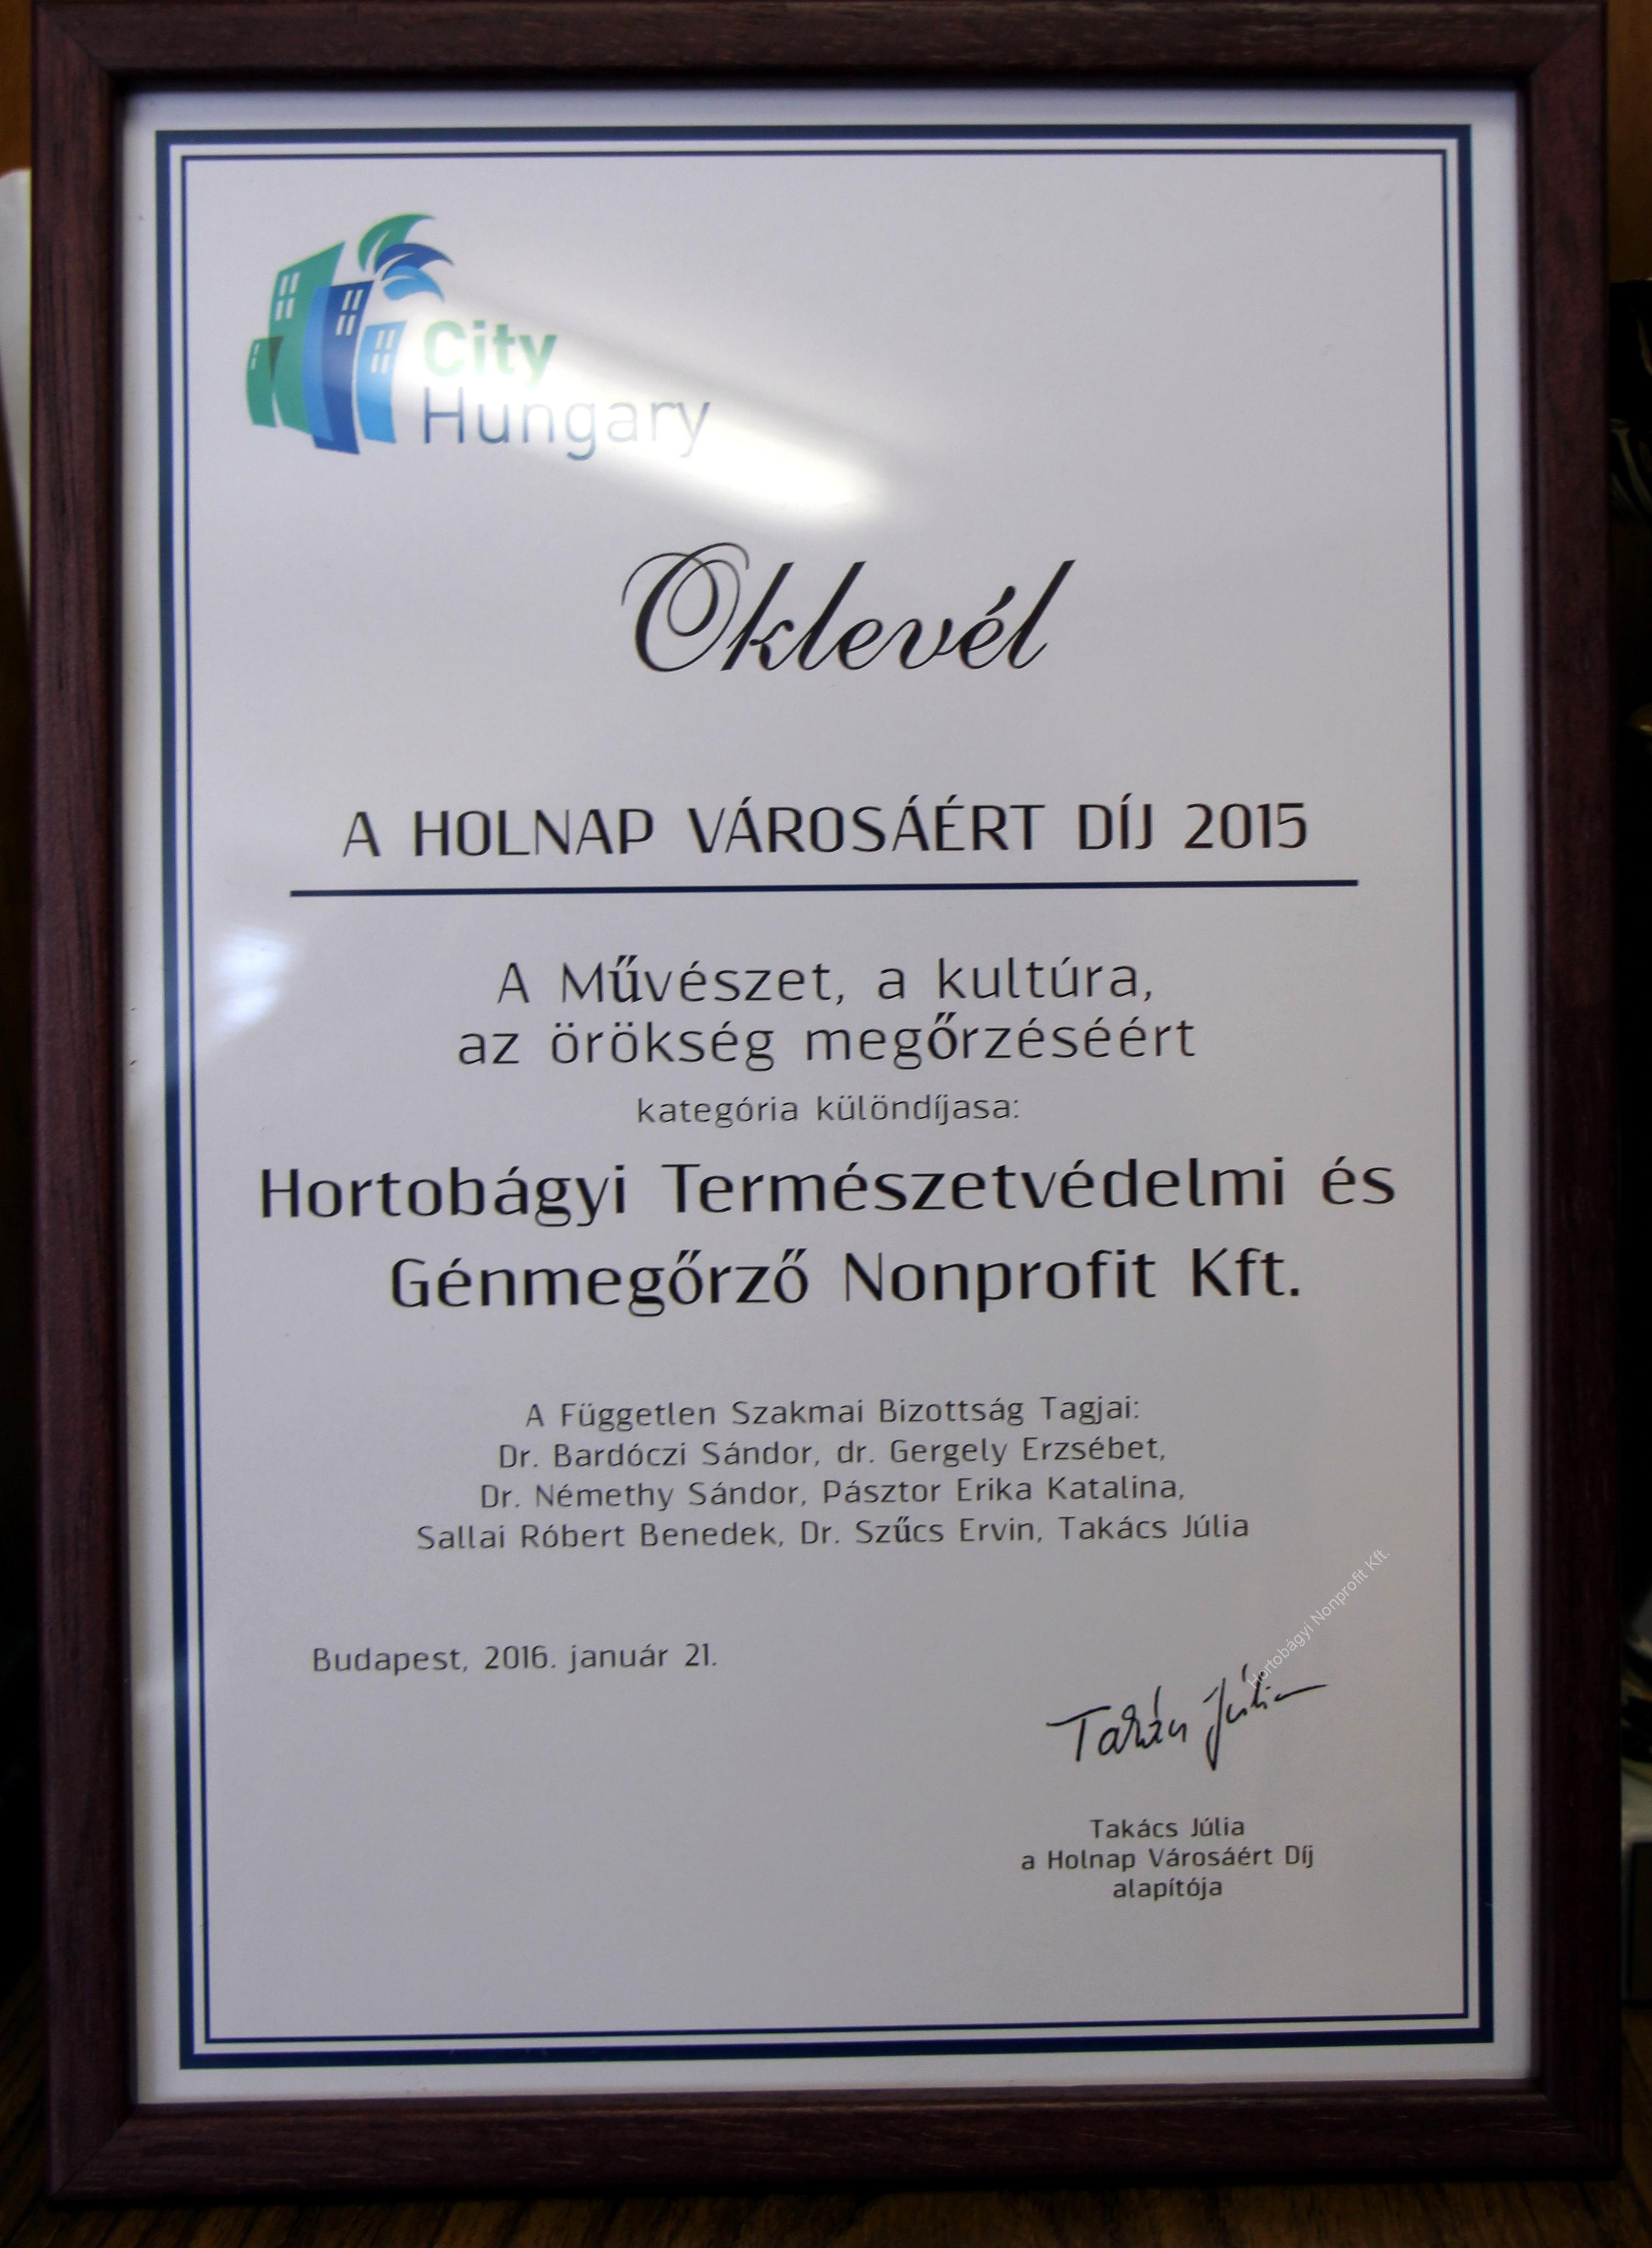 City
Hungary
Oklevél
A HOLNAP VÁROSÁÉRT DÍJ 2015
A Művészet, a kultúra,
az örökség megőrzéséért
kategória különdíjasa:
Hortobágyi Természetvédelmi és
Génmegőrző Nonprofit Kft.
A Független Szakmai Bizottság Tagjai:
Dr. Bardóczi Sándor, dr. Gergely Erzsébet,
Dr. Némethy Sándor, Pásztor Erika Katalina,
Sallai Róbert Benedek, Dr. Szűcs Ervin, Takács Júlia
Budapest, 2016. január 21.
Hortobágyi Nonprofit Kft.
Takács Júlia
Takács Júlia
a Holnap Városáért Díj
alapítója